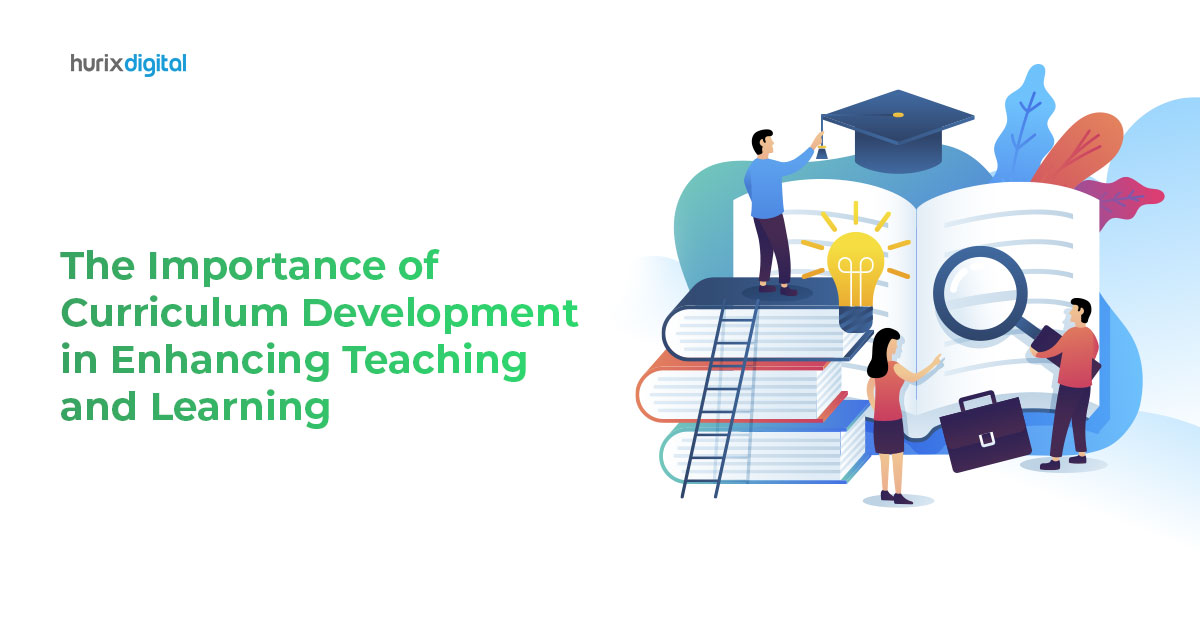 hurixdigital
The Importance of
Curriculum Development
in Enhancing Teaching
and Learning